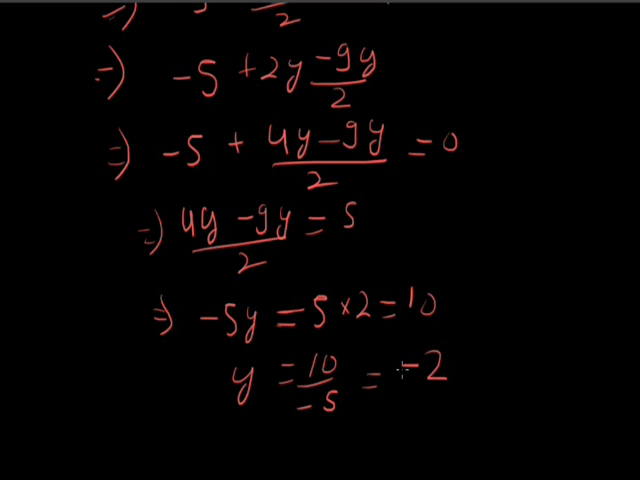 ⇒) -5 + 2y -9y/2
⇒) -5 + (4y-9y)/2 = 0
⇒) (4y -9y)/2 = 5
⇒) -5y = 5 × 2 = 10
y = 10/-5 = -2